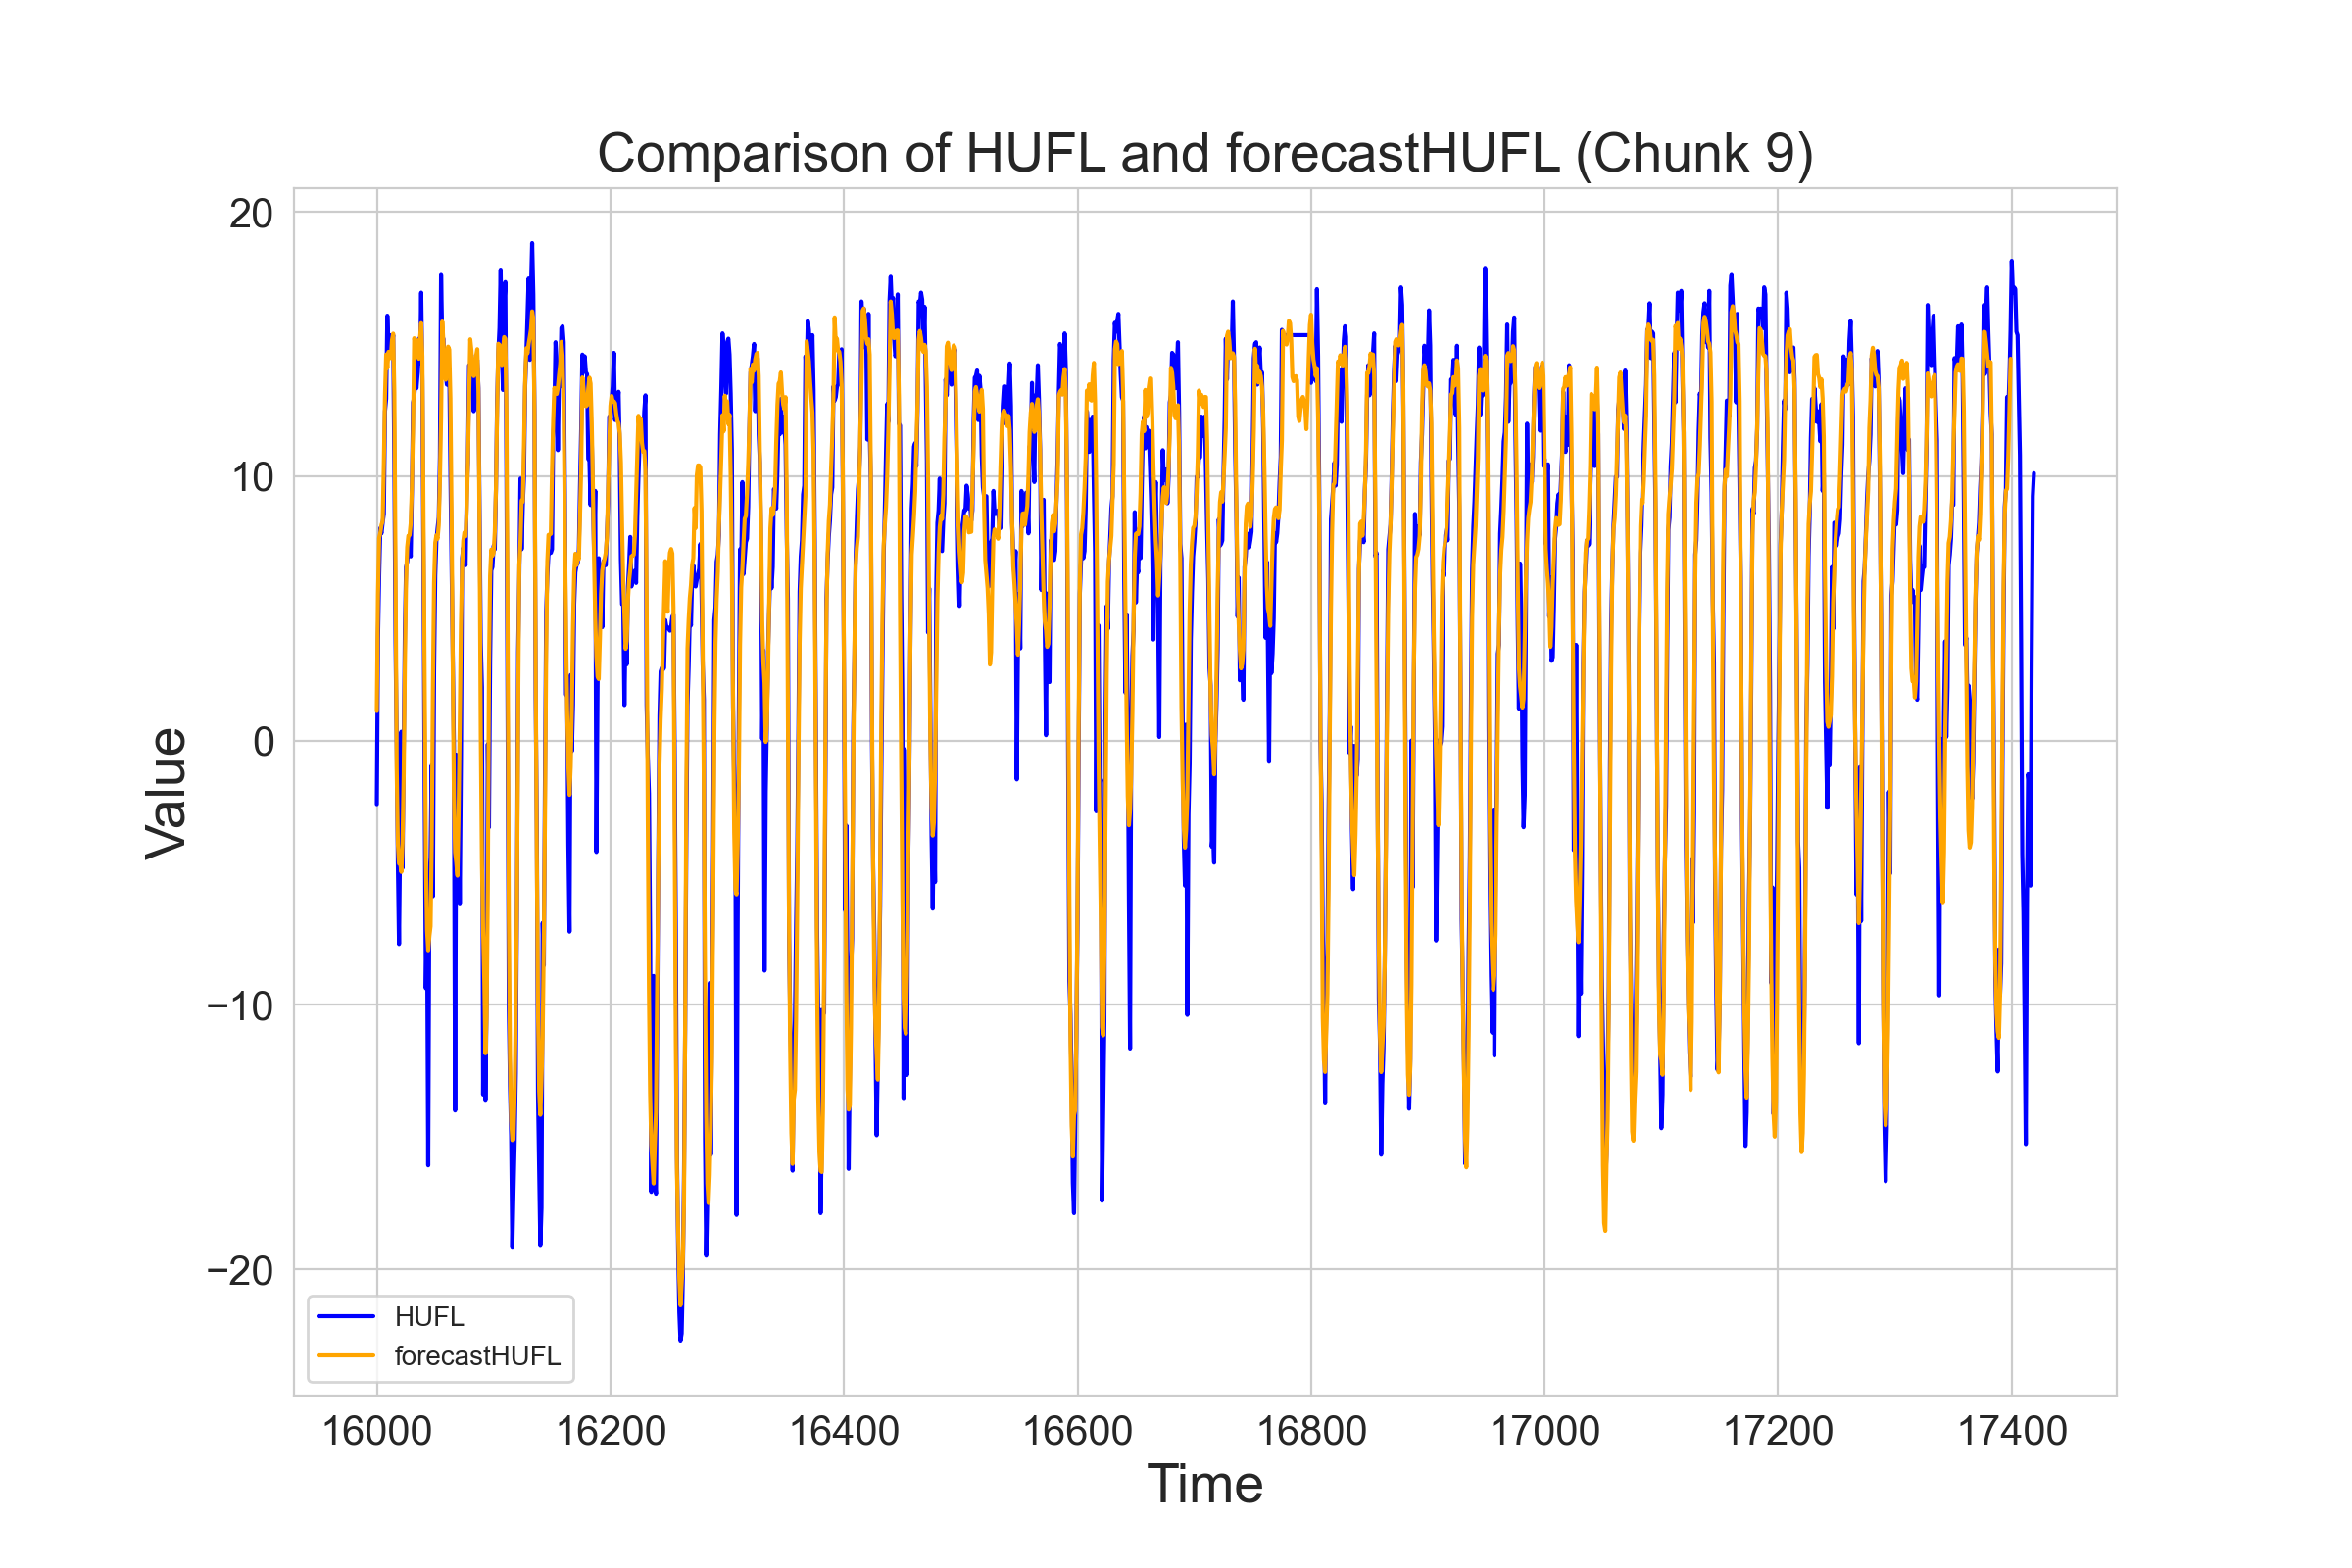 Comparison of HUFL and forecastHUFL (Chunk 9)
20
10
0
−10
−20
Value
HUFL
forecastHUFL
16000 16200 16400 16600 16800 17000 17200 17400
Time